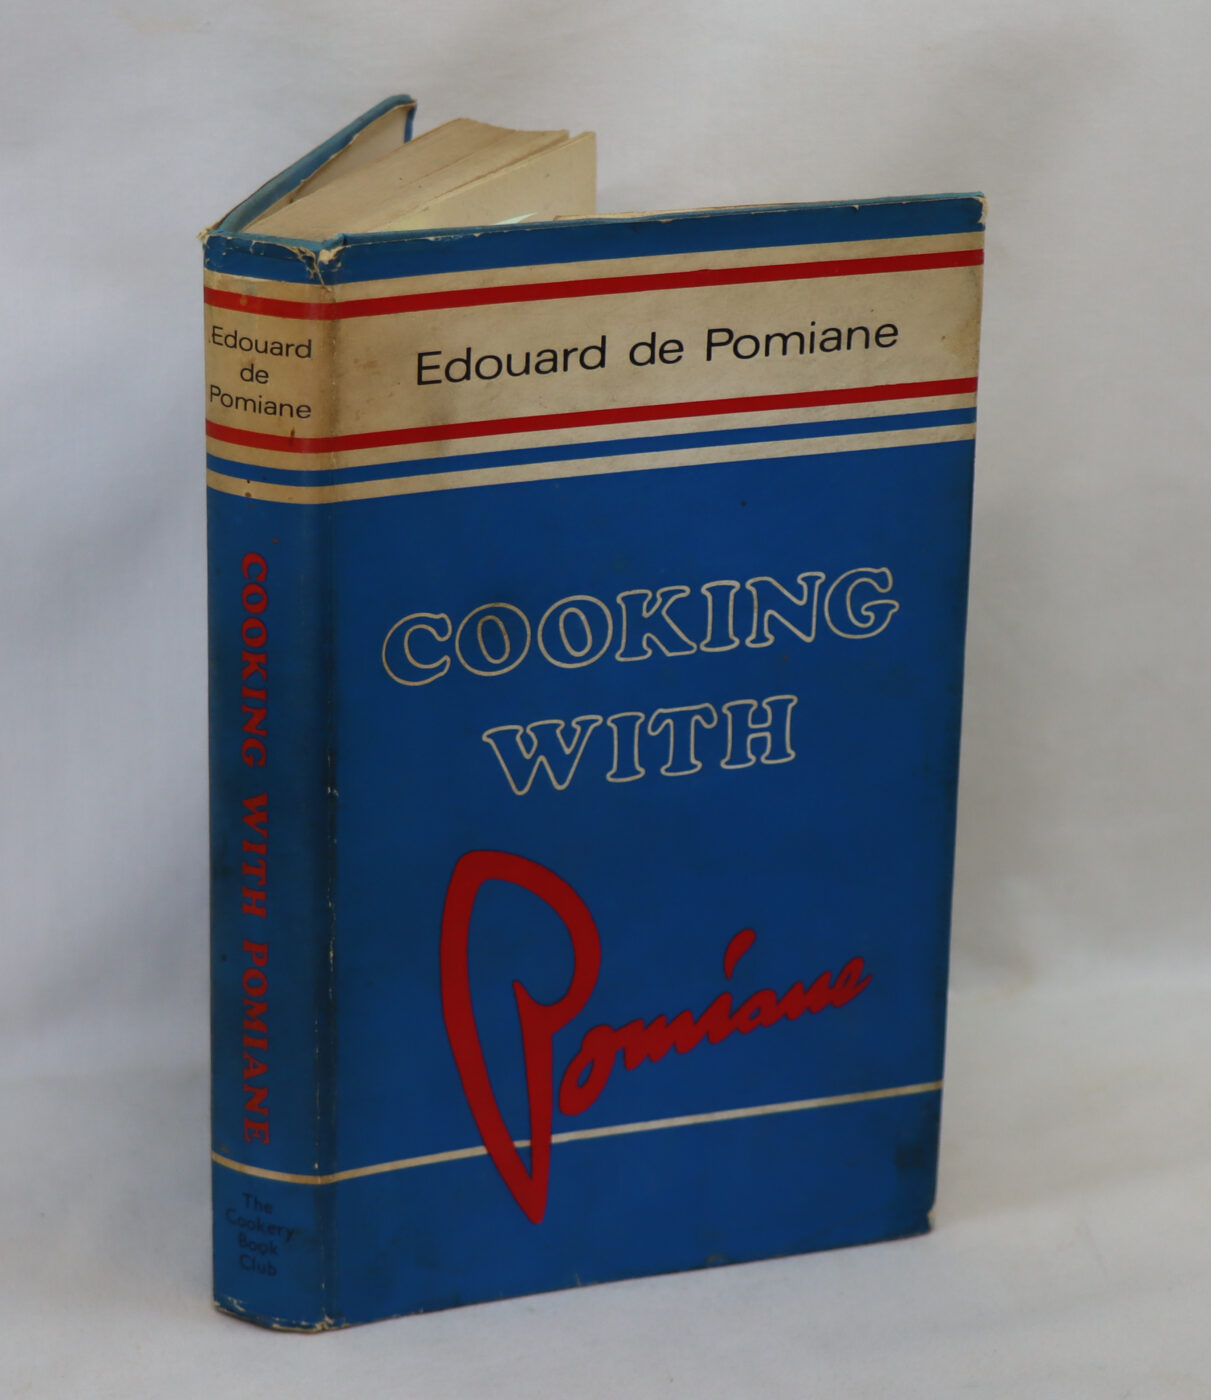 Edouard
de
Pomiane
COOKING WITH POMIANE
The
Cookery
Book
Club
Edouard de Pomiane
COOKING
WITH
Pomiane